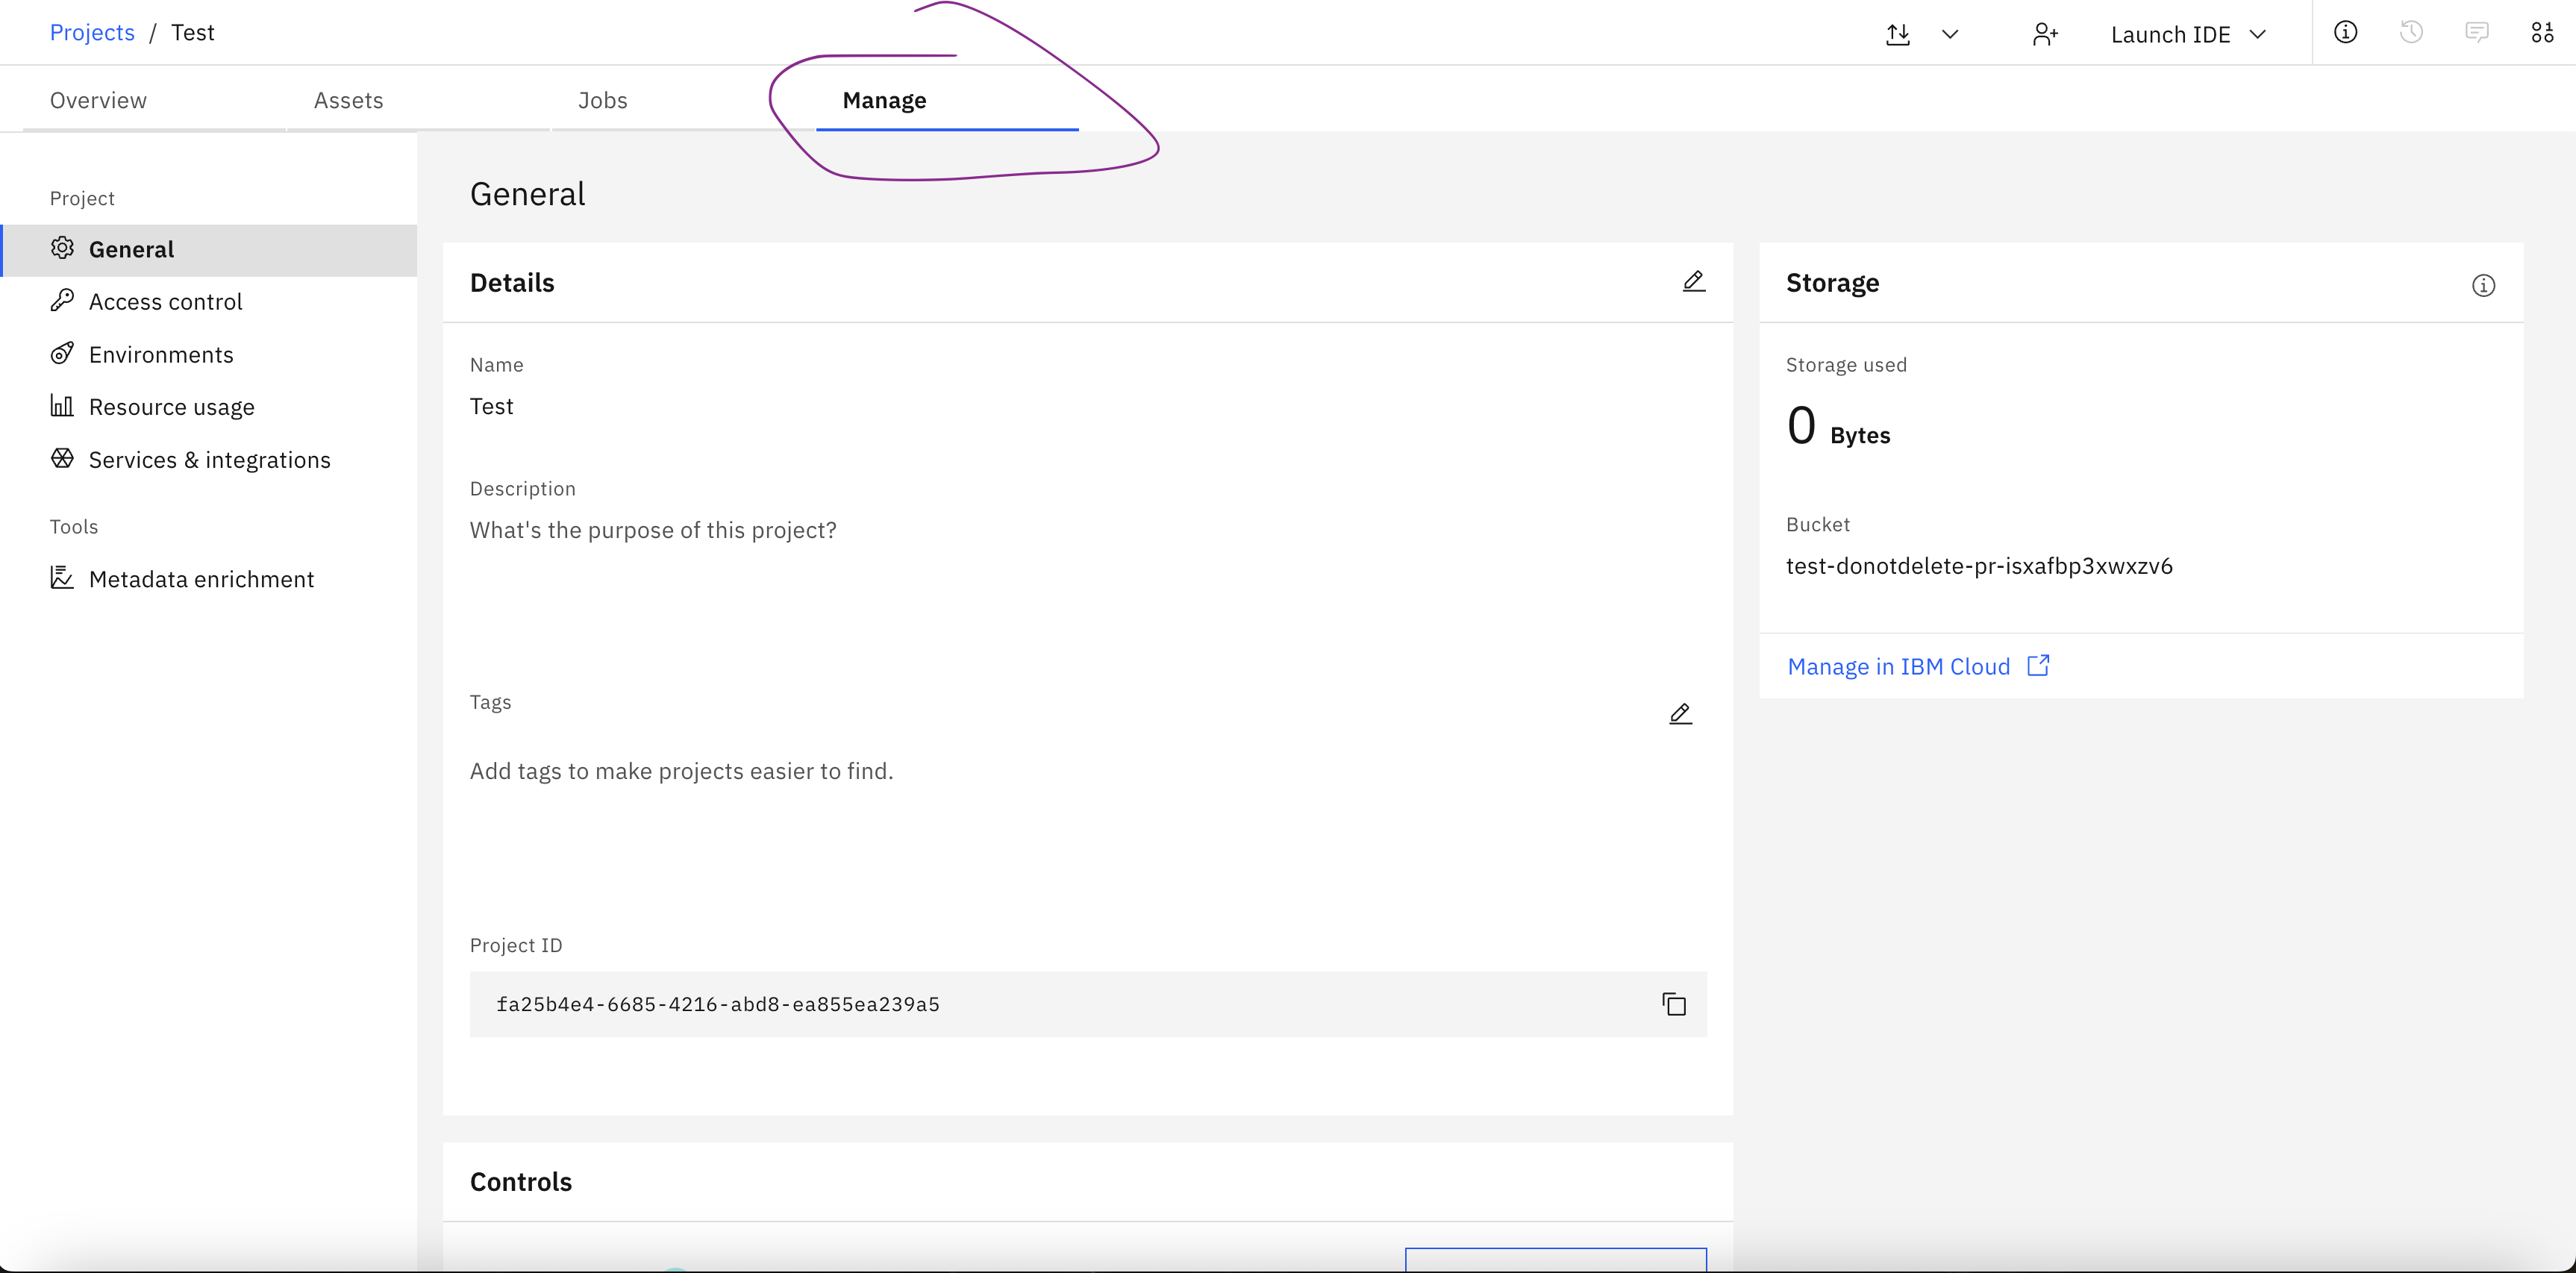 Projects / Test
Launch IDE
Overview
Assets
Jobs
Manage
Project
General
Access control
Environments
Resource usage
Services & integrations
Tools
Metadata enrichment
General
Details
Name
Test
Description
What's the purpose of this project?
Tags
Add tags to make projects easier to find.
Project ID
fa25b4e4-6685-4216-abd8-ea855ea239a5
Controls
Storage
Storage used
0 Bytes
Bucket
test-donotdelete-pr-isxafbp3xwxzv6
Manage in IBM Cloud